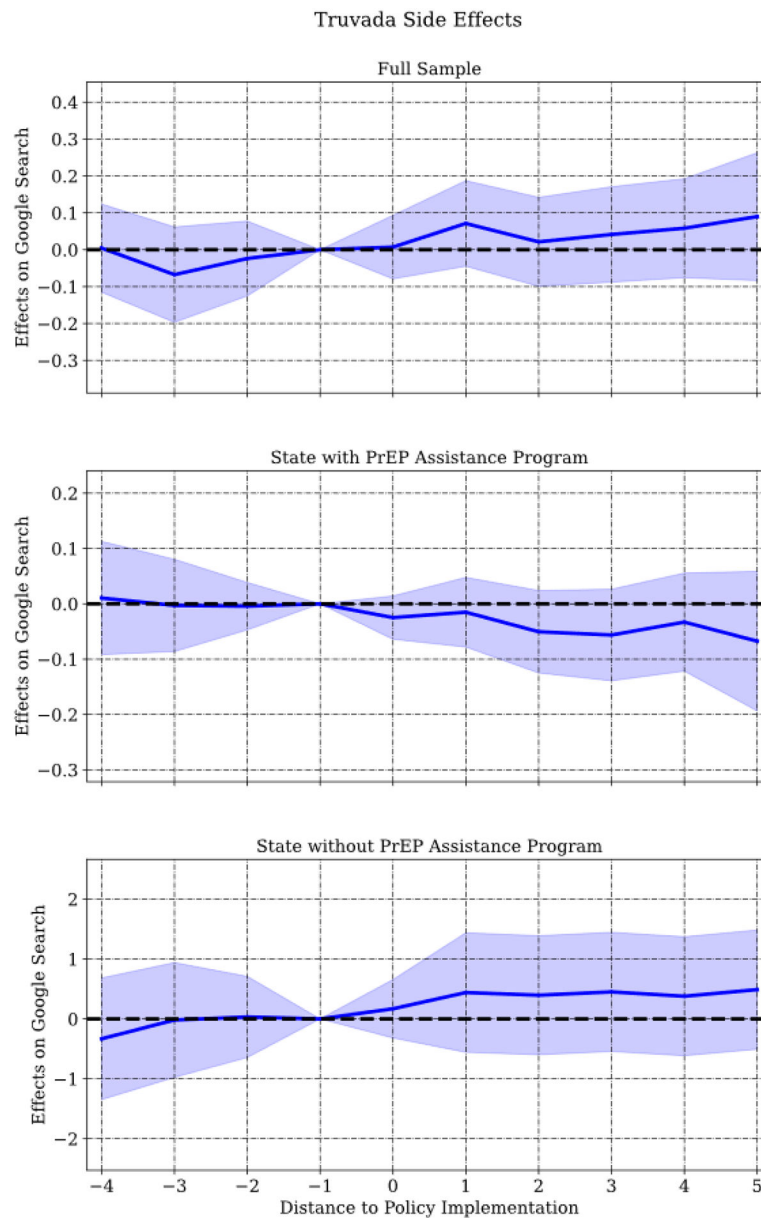 Truvada Side Effects
Full Sample
Effects on Google Search
0.4
0.3
0.2
0.1
0.0
−0.1
−0.2
−0.3
State with PrEP Assistance Program
Effects on Google Search
0.2
0.1
0.0
−0.1
−0.2
−0.3
State without PrEP Assistance Program
Effects on Google Search
2
1
0
−1
−2
−4 −3 −2 −1 0 1 2 3 4 5
Distance to Policy Implementation